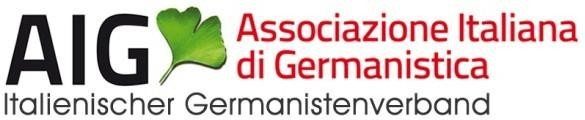 AIG Associazione Italiana
di Germanistica
Italienischer Germanistenverband